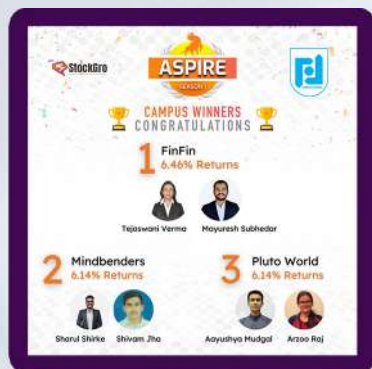 StockGro
ASPIRE
SEASON 1
CAMPUS WINNERS
CONGRATULATIONS
1 FinFin
6.46% Returns
Tejaswani Verma Mayuresh Subhedar
2 Mindbenders
6.14% Returns
Sharul Shirke Shivam Jha
3 Pluto World
6.14% Returns
Aayushya Mudgal Arzoo Raj